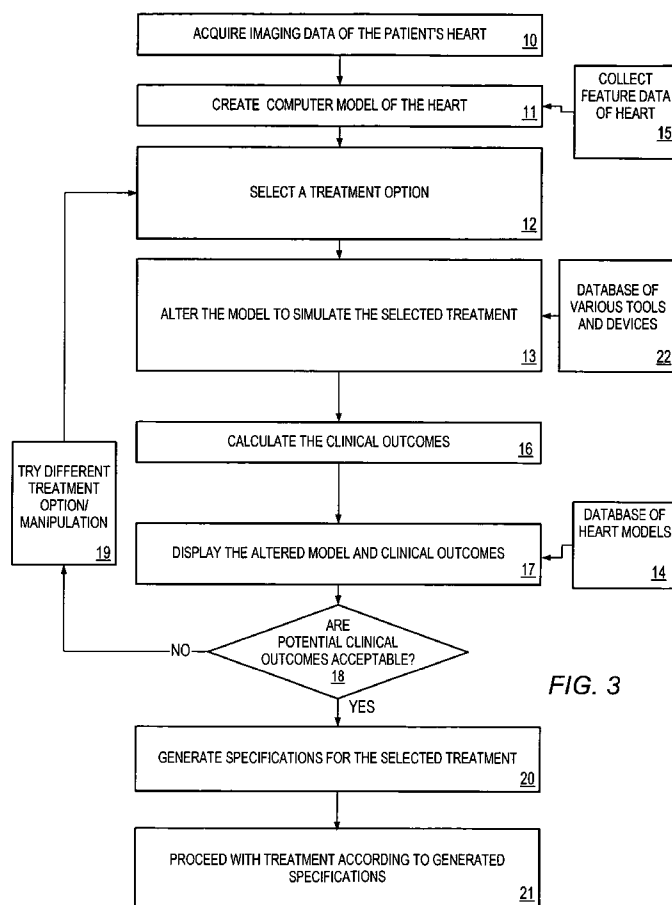 ACQUIRE IMAGING DATA OF THE PATIENT'S HEART
10
CREATE COMPUTER MODEL OF THE HEART
11
COLLECT
FEATURE DATA
OF HEART
15
SELECT A TREATMENT OPTION
12
ALTER THE MODEL TO SIMULATE THE SELECTED TREATMENT
13
DATABASE OF
VARIOUS TOOLS
AND DEVICES
22
CALCULATE THE CLINICAL OUTCOMES
16
TRY DIFFERENT
TREATMENT
OPTION/
MANIPULATION
19
DISPLAY THE ALTERED MODEL AND CLINICAL OUTCOMES
17
DATABASE OF
HEART MODELS
14
ARE
POTENTIAL CLINICAL
OUTCOMES ACCEPTABLE?
18
NO
YES
FIG. 3
GENERATE SPECIFICATIONS FOR THE SELECTED TREATMENT
20
PROCEED WITH TREATMENT ACCORDING TO GENERATED
SPECIFICATIONS
21